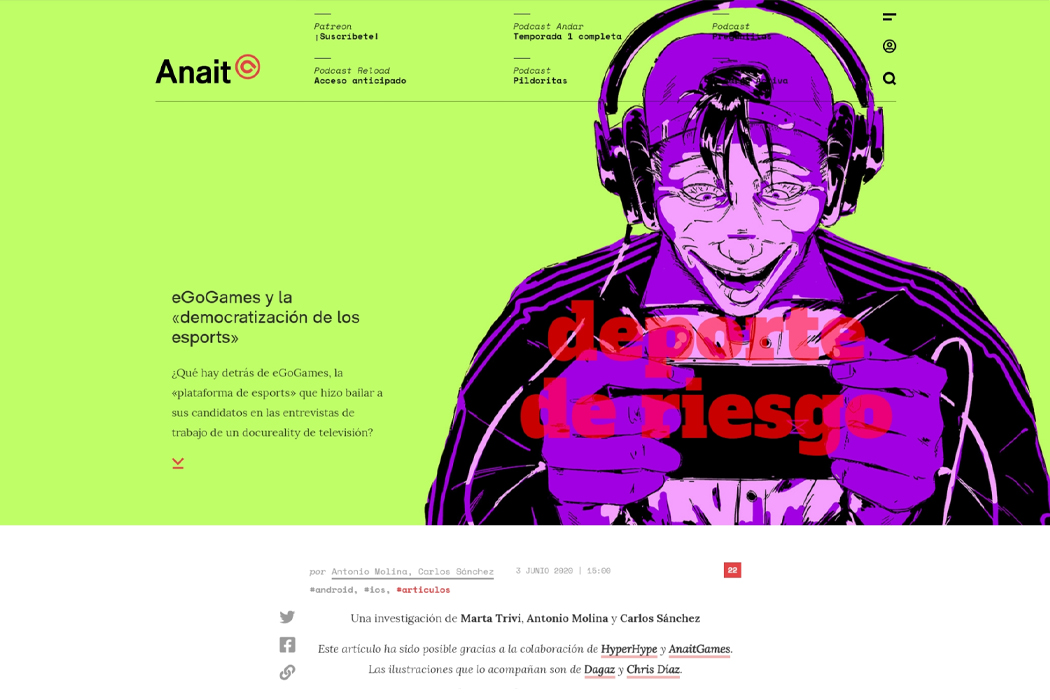 Patreon
¡Suscríbete!
Podcast Andar
Temporada 1 completa
Podcast
Preguntitas
Anait
Podcast Reload
Acceso anticipado
Podcast
Pildoritas
eGoGames y la
«democratización de los
esports»
¿Qué hay detrás de eGoGames, la
«plataforma de esports» que hizo bailar a
sus candidatos en las entrevistas de
trabajo de un docureality de televisión?
deporte
de riesgo
por Antonio Molina, Carlos Sánchez
3 JUNIO 2020 | 15:00
22
#android, #ios, #artículos
Una investigación de Marta Trivi, Antonio Molina y Carlos Sánchez
Este artículo ha sido posible gracias a la colaboración de HyperHype y AnaitGames.
Las ilustraciones que lo acompañan son de Dagaz y Chris Díaz.